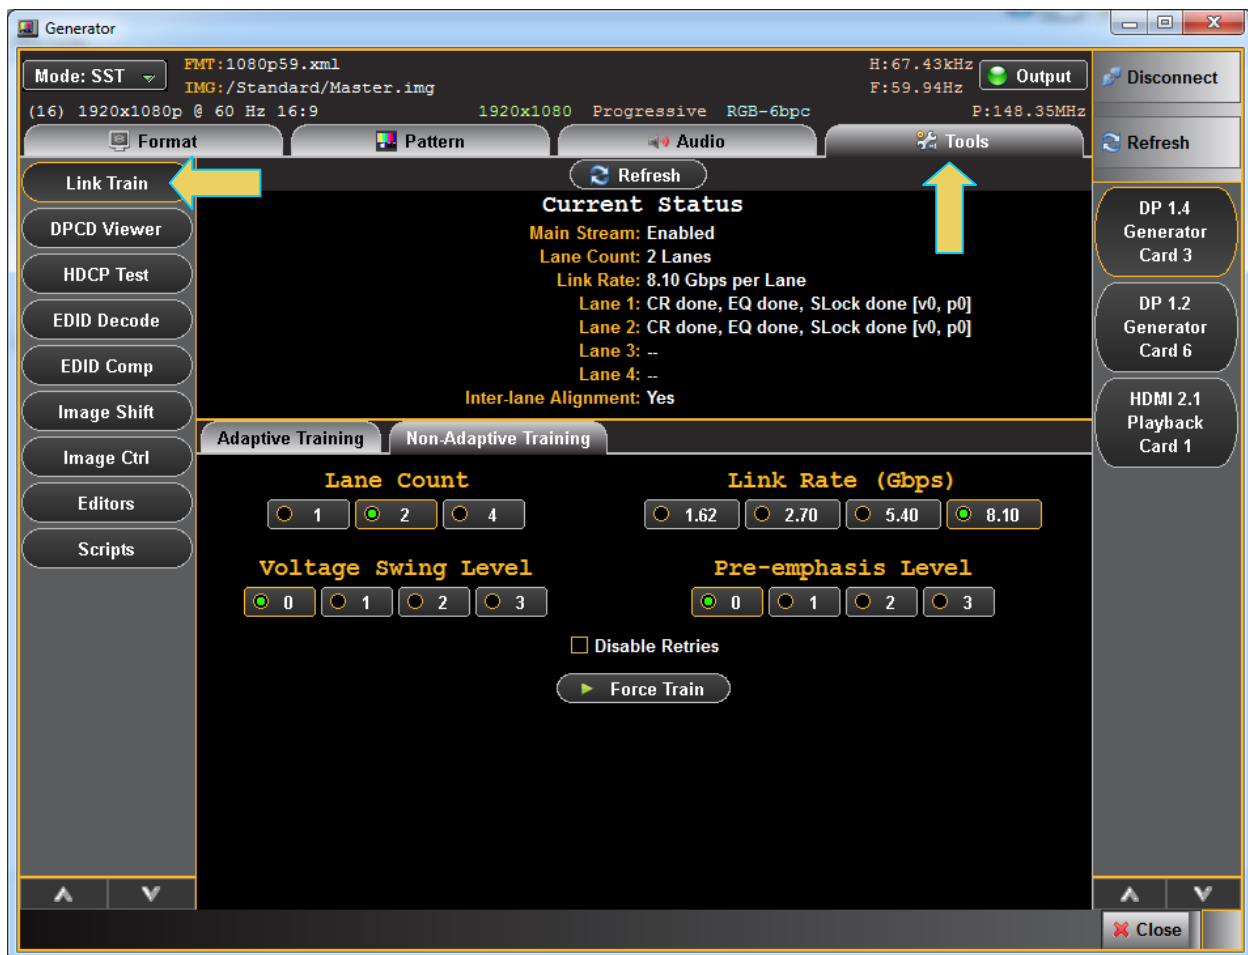 Generator
Mode: SST
FMT:1080p59.xml
IMG:/Standard/Master.img
H:67.43kHz
F:59.94Hz
Output
(16) 1920x1080p @ 60 Hz 16:9
1920x1080 Progressive RGB-6bpc
P:148.35MHz
Disconnect
Refresh
Format
Pattern
Audio
Tools
Link Train
DPCD Viewer
HDCP Test
EDID Decode
EDID Comp
Image Shift
Image Ctrl
Editors
Scripts
Refresh
Current Status
Main Stream: Enabled
Lane Count: 2 Lanes
Link Rate: 8.10 Gbps per Lane
Lane 1: CR done, EQ done, SLock done [v0, p0]
Lane 2: CR done, EQ done, SLock done [v0, p0]
Lane 3: --
Lane 4: --
Inter-lane Alignment: Yes
Adaptive Training
Non-Adaptive Training
Lane Count
1 2 4
Link Rate (Gbps)
1.62 2.70 5.40 8.10
Voltage Swing Level
0 1 2 3
Pre-emphasis Level
0 1 2 3
Disable Retries
Force Train
DP 1.4
Generator
Card 3
DP 1.2
Generator
Card 6
HDMI 2.1
Playback
Card 1
Close